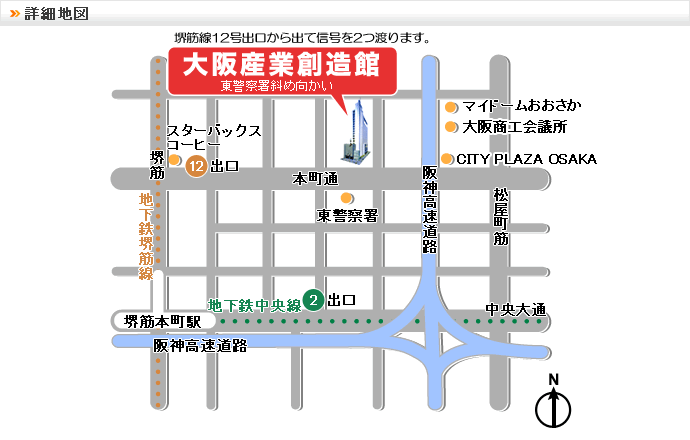 詳細地図
堺筋線12号出口から出て信号を2つ渡ります。
大阪産業創造館
東警察署斜め向かい
マイドームおおさか
大阪商工会議所
CITY PLAZA OSAKA
スターバックス
コーヒー
12 出口
堺筋
本町通
東警察署
阪神高速道路
松屋町筋
地下鉄堺筋線
地下鉄中央線 2 出口
中央大通
堺筋本町駅
阪神高速道路
N